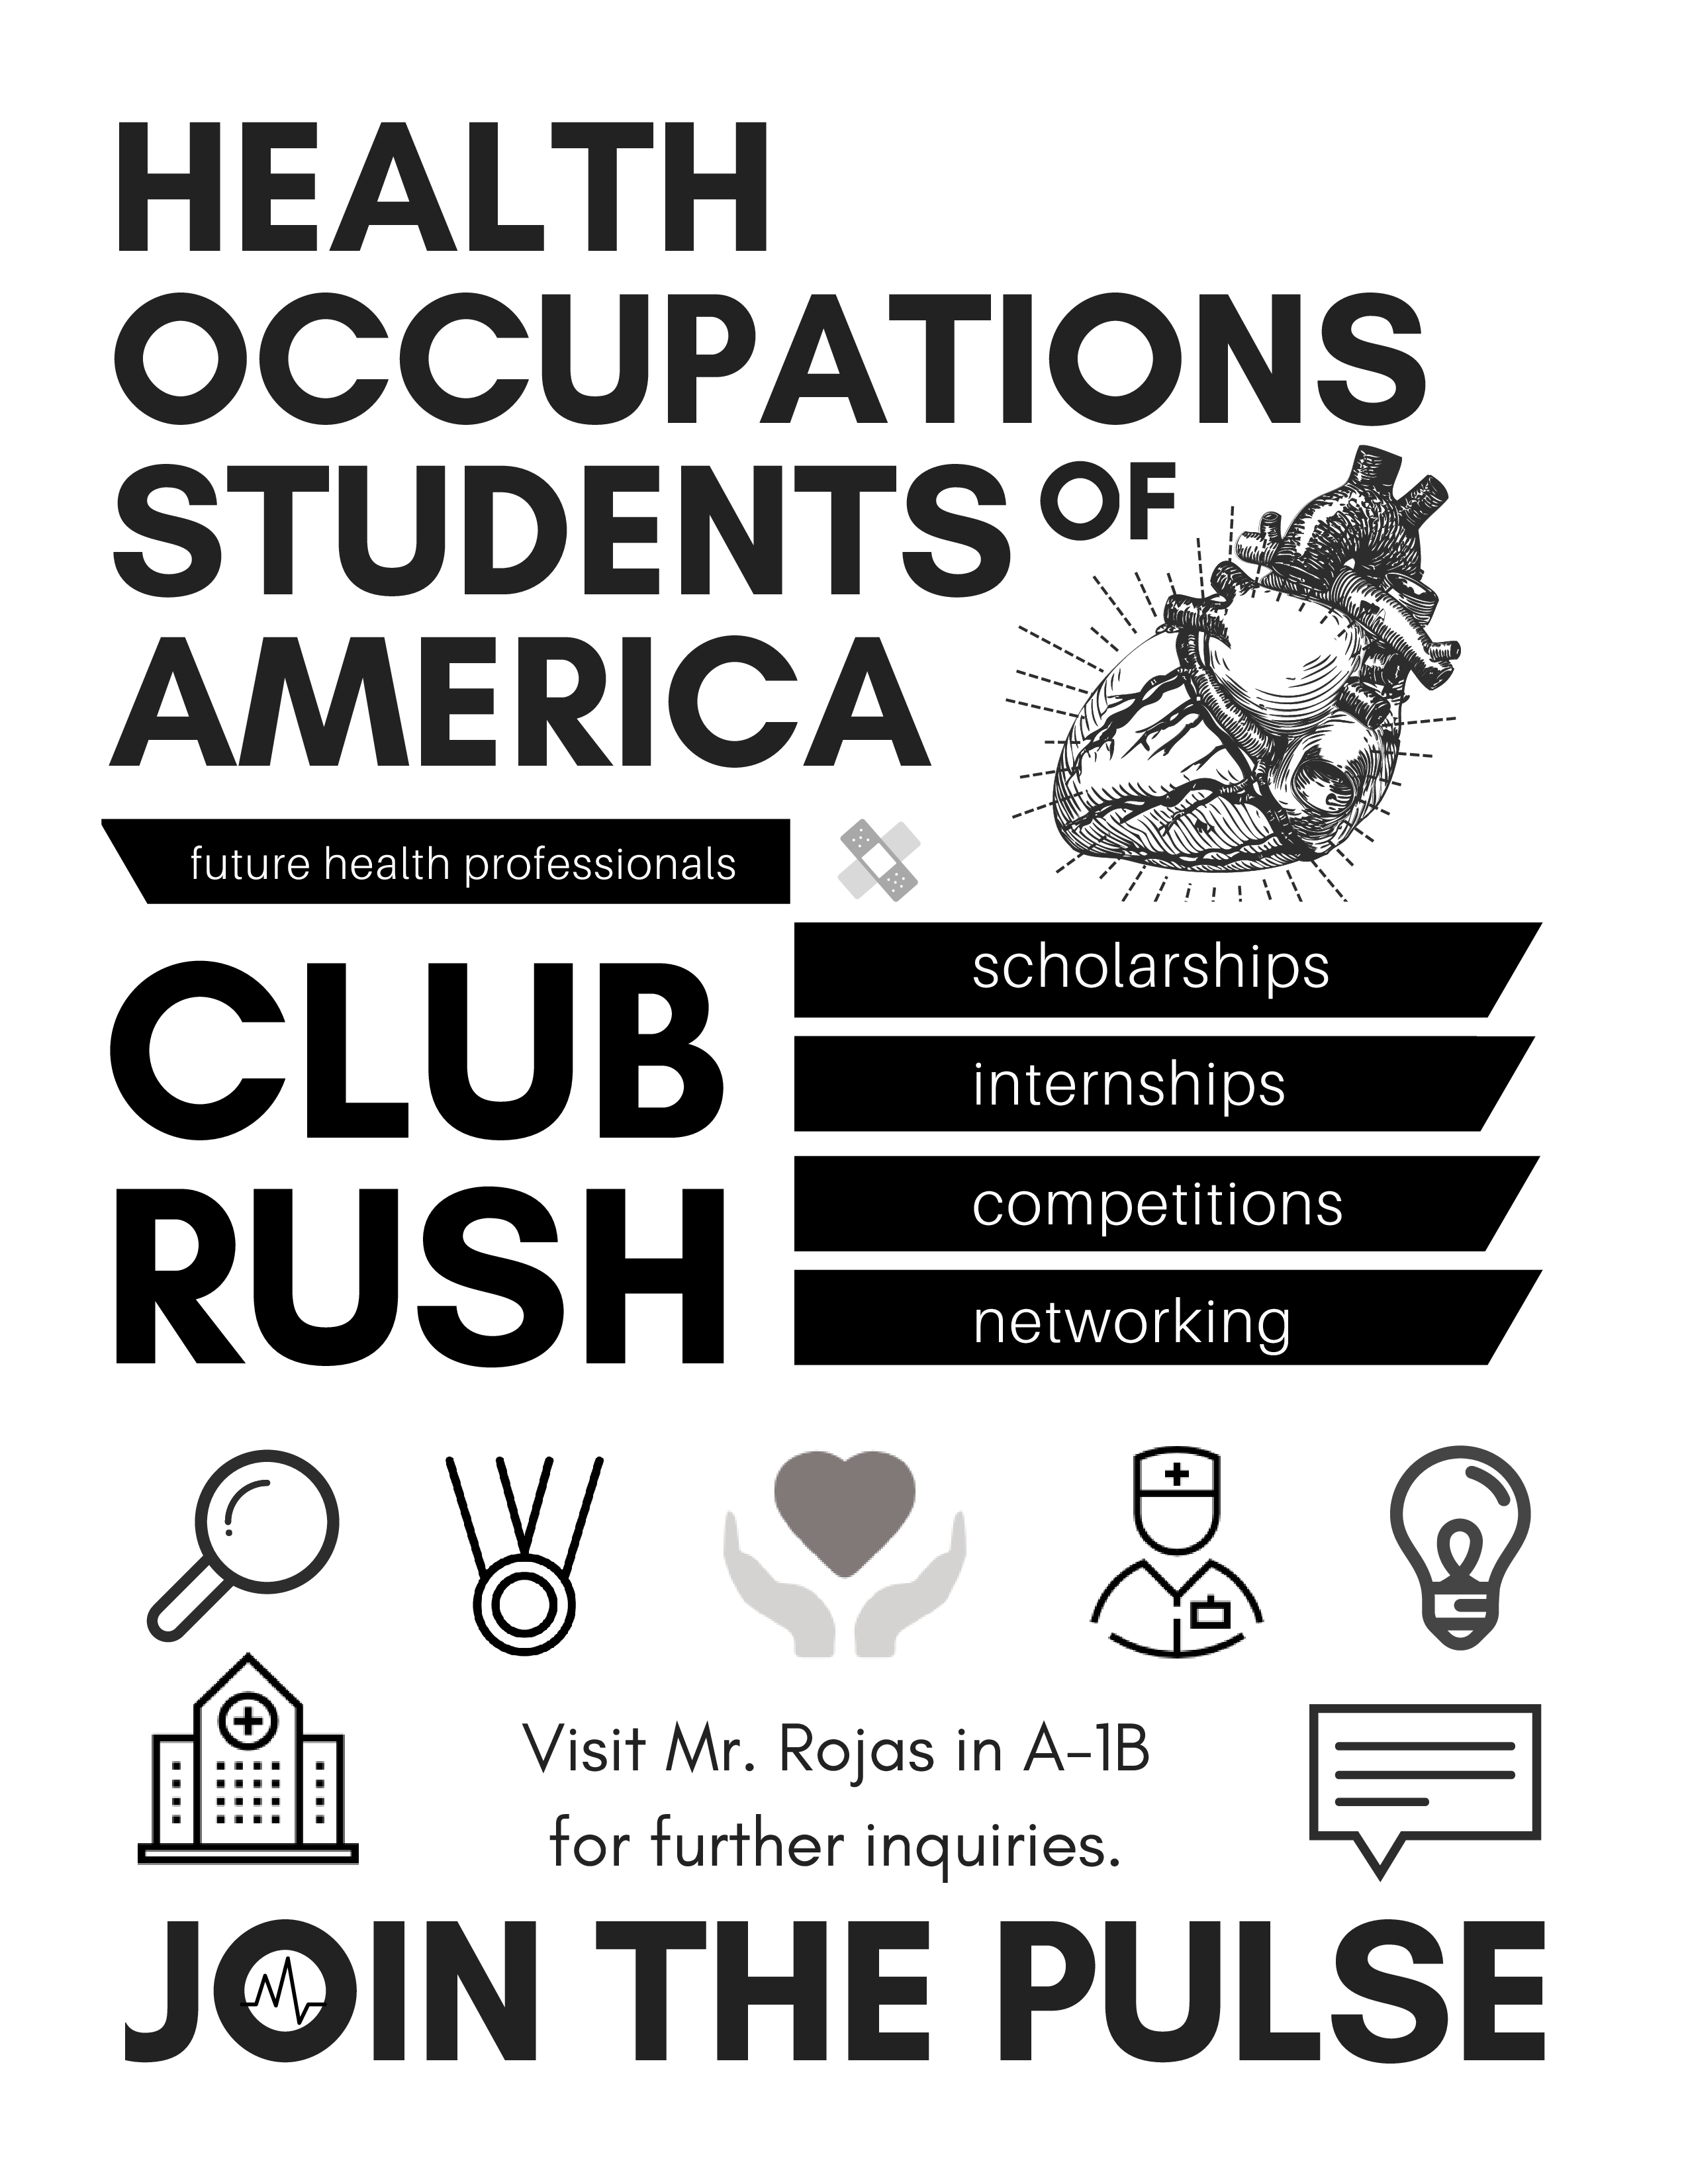 HEALTH
OCCUPATIONS
STUDENTS OF
AMERICA
future health professionals
CLUB
RUSH
scholarships
internships
competitions
networking
Visit Mr. Rojas in A-1B
for further inquiries.
JOIN THE PULSE